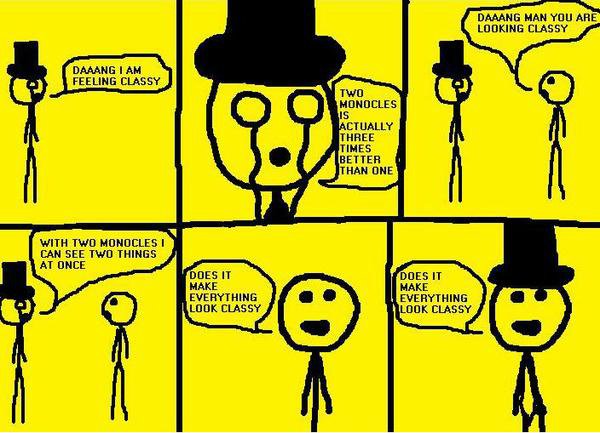 DAAANG I AM
FEELING CLASSY
TWO
MONOCLES
IS
ACTUALLY
THREE
TIMES
BETTER
THAN ONE
DAAANG MAN YOU ARE
LOOKING CLASSY
WITH TWO MONOCLES I
CAN SEE TWO THINGS
AT ONCE
DOES IT
MAKE
EVERYTHING
LOOK CLASSY
DOES IT
MAKE
EVERYTHING
LOOK CLASSY